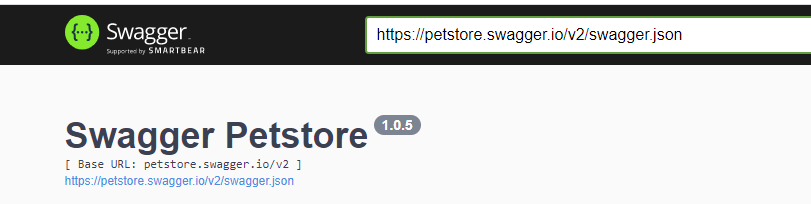 Swagger
Supported by SMARTBEAR
https://petstore.swagger.io/v2/swagger.json
Swagger Petstore 1.0.5
[ Base URL: petstore.swagger.io/v2 ]
https://petstore.swagger.io/v2/swagger.json